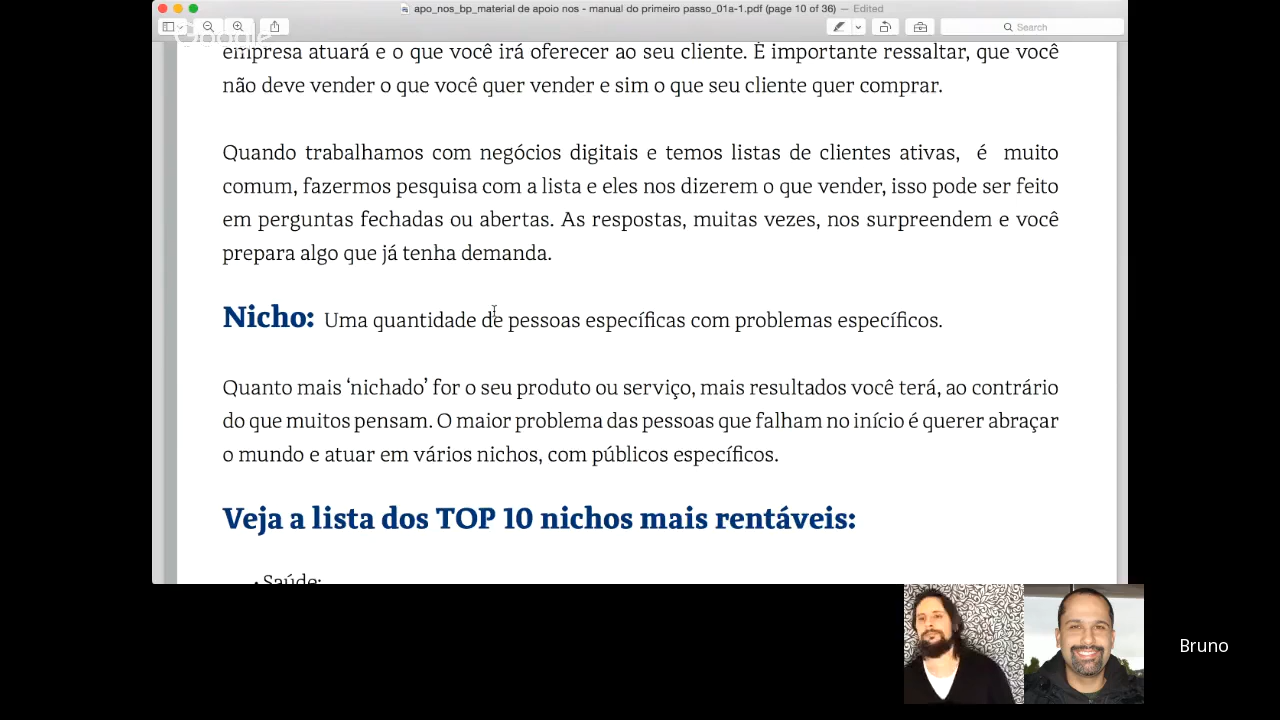 apo_nos_bp_material de apoio nos - manual do primeiro passo_01a-1.pdf (page 10 of 36) — Edited
Google
Search
empresa atuará e o que você irá oferecer ao seu cliente. É importante ressaltar, que você
não deve vender o que você quer vender e sim o que seu cliente quer comprar.
Quando trabalhamos com negócios digitais e temos listas de clientes ativas, é muito
comum, fazermos pesquisa com a lista e eles nos dizerem o que vender, isso pode ser feito
em perguntas fechadas ou abertas. As respostas, muitas vezes, nos surpreendem e você
prepara algo que já tenha demanda.
Nicho: Uma quantidade de pessoas específicas com problemas específicos.
Quanto mais ‘nichado’ for o seu produto ou serviço, mais resultados você terá, ao contrário
do que muitos pensam. O maior problema das pessoas que falham no início é querer abraçar
o mundo e atuar em vários nichos, com públicos específicos.
Veja a lista dos TOP 10 nichos mais rentáveis:
• Saúde;
Bruno